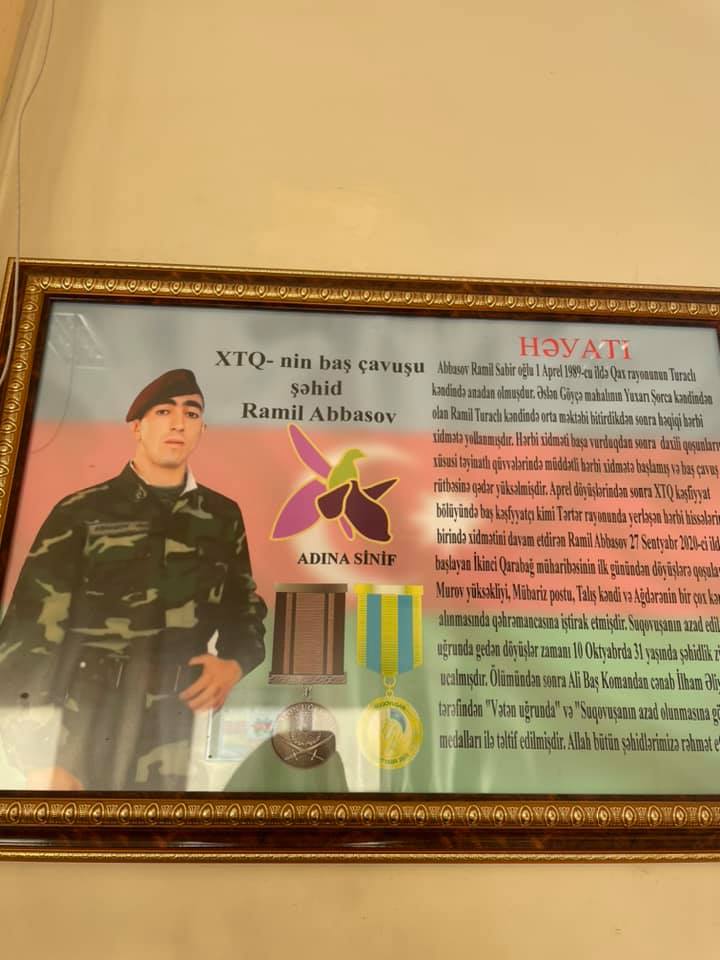 XTQ- nin baş çavuşu
şəhid
Ramil Abbasov
ADINA SİNİF
HƏYATI
Abbasov Ramil Sabir oğlu 1 Aprel 1989-cu ildə Qax rayonunun Turaclı
kəndində anadan olmuşdur. Əslən Göyçə mahalının Yuxarı Şorca kəndindən
olan Ramil Turaclı kəndində orta məktəbi bitirdikdən sonra həqiqi hərbi
xidmətə yollanmışdır. Hərbi xidməti başa vurduqdan sonra daxili qoşunların
xüsusi təyinatlı qüvvələrində müddətli hərbi xidmətə başlamış və baş çavuş
rütbəsinə qədər yüksəlmişdir. Aprel döyüşlərindən sonra XTQ kəşfiyyat
bölüyündə baş kəşfiyyatçı kimi Tərtər rayonunda yerləşən hərbi hissələrin
birində xidmətini davam etdirən Ramil Abbasov 27 Sentyabr 2020-ci ildə
başlayan İkinci Qarabağ müharibəsinin ilk günündən döyüşlərə
Murov yüksəkliyi, Mübariz postu, Talış kəndi və Ağdərənin bir çox
alınmasında qəhrəmancasına iştirak etmişdir. Suqovuşanın azad
uğrunda gedən döyüşlər zamanı 10 Oktyabrda 31 yaşında şəhidlik
ucalmışdır. Ölümündən sonra Ali Baş Komandan cənab İlham
tərəfindən "Vətən uğrunda" və "Suqovuşanın azad olunmasına
medalları ilə təltif edilmişdir. Allah bütün şəhidlərimizə rəhmət